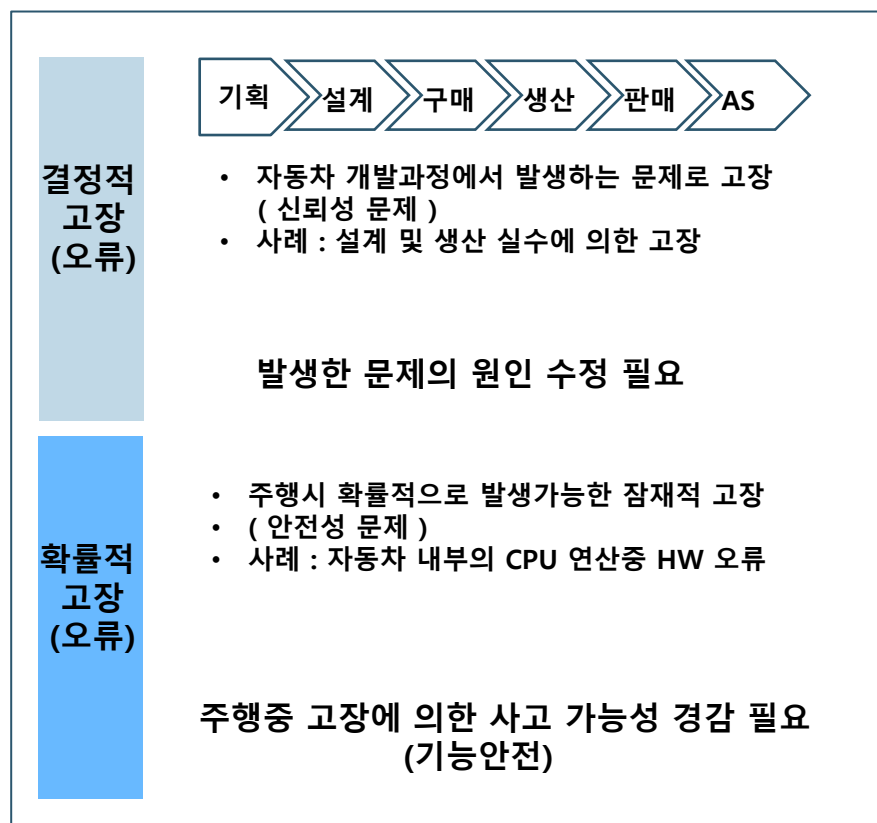 기획
설계
구매
생산
판매
AS
결정적
고장
(오류)
• 자동차 개발과정에서 발생하는 문제로 고장
( 신뢰성 문제 )
• 사례 : 설계 및 생산 실수에 의한 고장
발생한 문제의 원인 수정 필요
확률적
고장
(오류)
• 주행시 확률적으로 발생가능한 잠재적 고장
• ( 안전성 문제 )
• 사례 : 자동차 내부의 CPU 연산중 HW 오류
주행중 고장에 의한 사고 가능성 경감 필요
(기능안전)